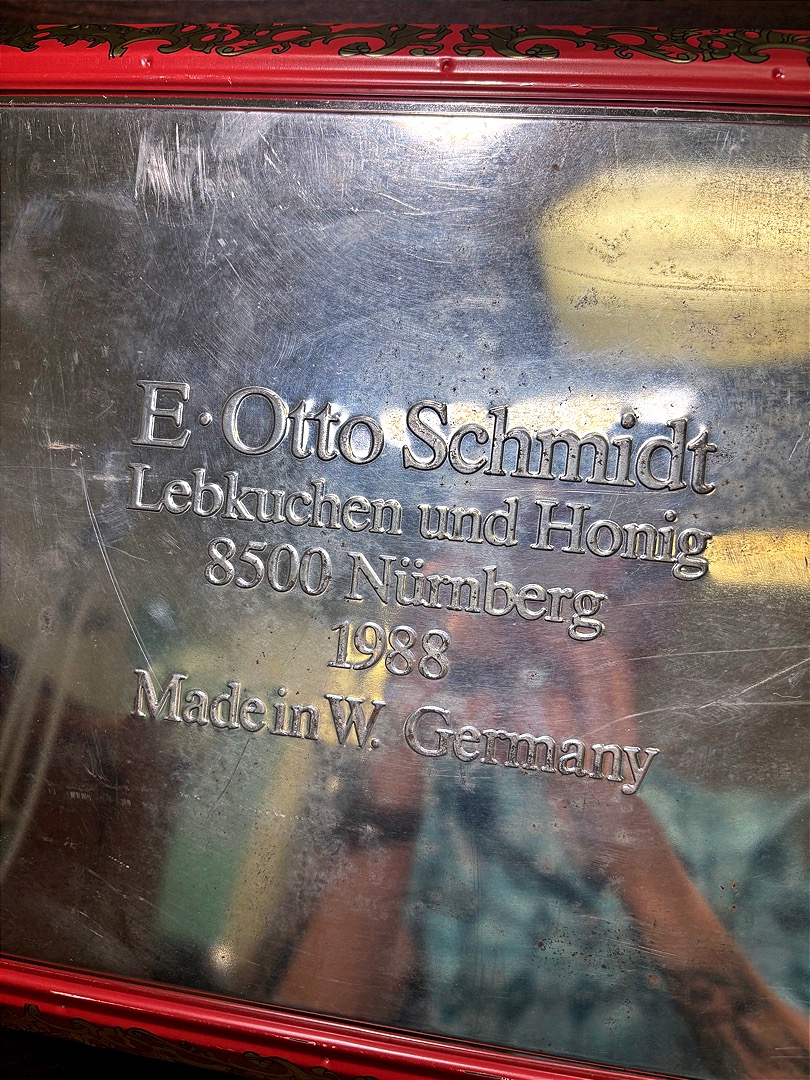 E·Otto Schmidt
Lebkuchen und Honig
8500 Nürnberg
1988
Made in W. Germany